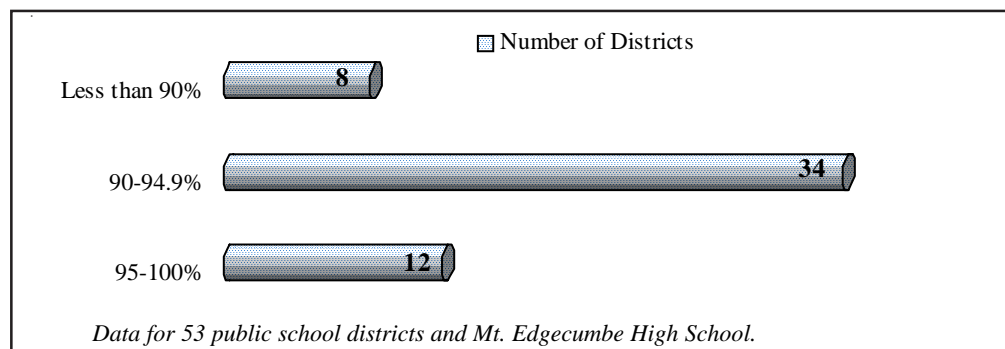 Number of Districts
Less than 90% 8
90-94.9% 34
95-100% 12
Data for 53 public school districts and Mt. Edgecumbe High School.